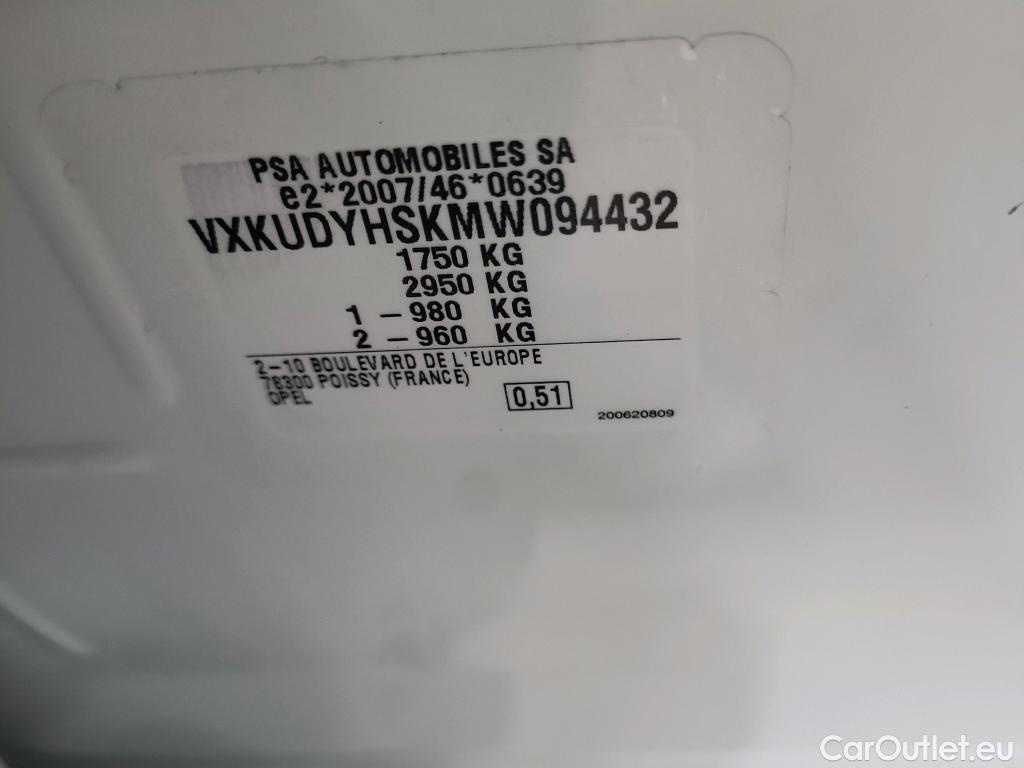 PSA AUTOMOBILES SA
e2*2007/46*0639
VXKUDYHSKMW094432
1750 KG
2950 KG
1 - 980 KG
2 - 960 KG
2-10 BOULEVARD DE L'EUROPE
78300 POISSY (FRANCE)
OPEL
0,51
200620809
CarOutlet.eu